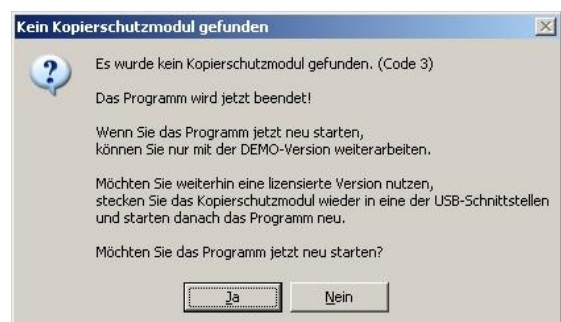 Kein Kopierschutzmodul gefunden
Es wurde kein Kopierschutzmodul gefunden. (Code 3)
Das Programm wird jetzt beendet!
Wenn Sie das Programm jetzt neu starten,
können Sie nur mit der DEMO-Version weiterarbeiten.
Möchten Sie weiterhin eine lizensierte Version nutzen,
stecken Sie das Kopierschutzmodul wieder in eine der USB-Schnittstellen
und starten danach das Programm neu.
Möchten Sie das Programm jetzt neu starten?
Ja
Nein